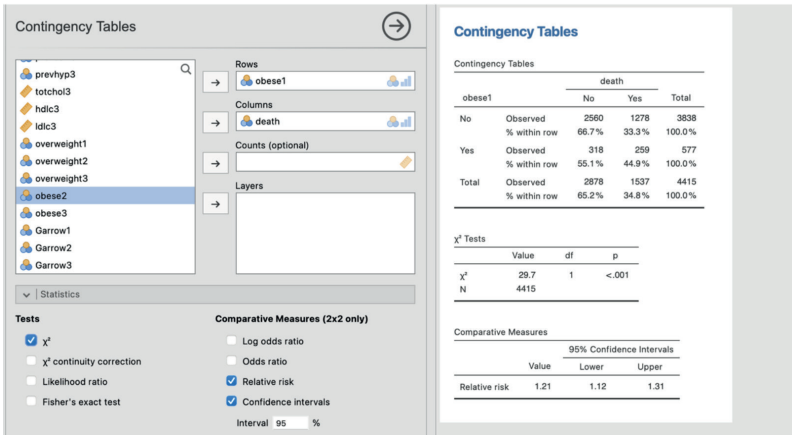 Contingency Tables
prevhyp3
totchol3
hdlc3
ldlc3
overweight1
overweight2
overweight3
obese2
obese3
Garrow1
Garrow2
Garrow3
Rows
obese1
Columns
death
Counts (optional)
Layers
Statistics
Tests
χ²
χ² continuity correction
Likelihood ratio
Fisher's exact test
Comparative Measures (2x2 only)
Log odds ratio
Odds ratio
Relative risk
Confidence intervals
Interval 95 %
Contingency Tables
Contingency Tables
death
obese1 No Yes Total
No Observed 2560 1278 3838
% within row 66.7% 33.3% 100.0%
Yes Observed 318 259 577
% within row 55.1% 44.9% 100.0%
Total Observed 2878 1537 4415
% within row 65.2% 34.8% 100.0%
χ² Tests
Value df p
χ² 29.7 1 <.001
N 4415
Comparative Measures
95% Confidence Intervals
Value Lower Upper
Relative risk 1.21 1.12 1.31